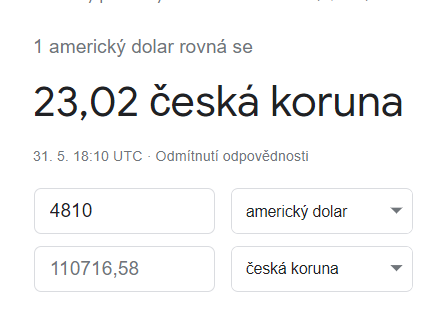 1 americký dolar rovná se
23,02 česká koruna
31. 5. 18:10 UTC · Odmítnutí odpovědnosti
4810 americký dolar
110716,58 česká koruna